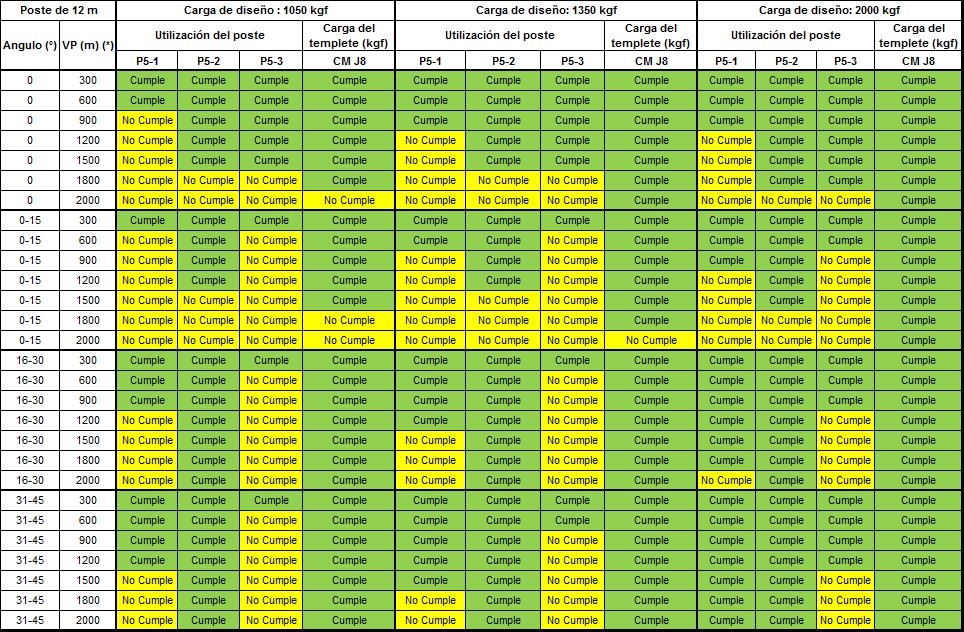 Poste de 12 m Carga de diseño : 1050 kgf Carga de diseño: 1350 kgf Carga de diseño: 2000 kgf
Angulo (°) VP (m) (*) Utilización del poste Carga del templete (kgf) Utilización del poste Carga del templete (kgf) Utilización del poste Carga del templete (kgf)
P5-1 P5-2 P5-3 CM J8 P5-1 P5-2 P5-3 CM J8 P5-1 P5-2 P5-3 CM J8
0 300 Cumple Cumple Cumple Cumple Cumple Cumple Cumple Cumple Cumple Cumple Cumple Cumple
0 600 Cumple Cumple Cumple Cumple Cumple Cumple Cumple Cumple Cumple Cumple Cumple Cumple
0 900 No Cumple Cumple Cumple Cumple Cumple Cumple Cumple Cumple Cumple Cumple Cumple Cumple
0 1200 No Cumple Cumple Cumple Cumple No Cumple Cumple Cumple Cumple No Cumple Cumple Cumple Cumple
0 1500 No Cumple Cumple Cumple Cumple No Cumple Cumple Cumple Cumple No Cumple Cumple Cumple Cumple
0 1800 No Cumple No Cumple No Cumple Cumple No Cumple No Cumple No Cumple Cumple No Cumple Cumple Cumple Cumple
0 2000 No Cumple No Cumple No Cumple No Cumple No Cumple No Cumple No Cumple Cumple No Cumple No Cumple No Cumple Cumple
0-15 300 Cumple Cumple Cumple Cumple Cumple Cumple Cumple Cumple Cumple Cumple Cumple Cumple
0-15 600 No Cumple Cumple No Cumple Cumple Cumple Cumple No Cumple Cumple Cumple Cumple Cumple Cumple
0-15 900 No Cumple Cumple No Cumple Cumple No Cumple Cumple No Cumple Cumple Cumple Cumple No Cumple Cumple
0-15 1200 No Cumple Cumple No Cumple Cumple No Cumple Cumple No Cumple Cumple No Cumple Cumple No Cumple Cumple
0-15 1500 No Cumple No Cumple No Cumple Cumple No Cumple No Cumple No Cumple Cumple No Cumple Cumple No Cumple Cumple
0-15 1800 No Cumple No Cumple No Cumple No Cumple No Cumple No Cumple No Cumple Cumple No Cumple No Cumple No Cumple Cumple
0-15 2000 No Cumple No Cumple No Cumple No Cumple No Cumple No Cumple No Cumple No Cumple No Cumple No Cumple No Cumple Cumple
16-30 300 Cumple Cumple Cumple Cumple Cumple Cumple Cumple Cumple Cumple Cumple Cumple Cumple
16-30 600 Cumple Cumple No Cumple Cumple Cumple Cumple No Cumple Cumple Cumple Cumple Cumple Cumple
16-30 900 Cumple Cumple No Cumple Cumple Cumple Cumple No Cumple Cumple Cumple Cumple Cumple Cumple
16-30 1200 No Cumple Cumple No Cumple Cumple Cumple Cumple No Cumple Cumple Cumple Cumple No Cumple Cumple
16-30 1500 No Cumple Cumple No Cumple Cumple No Cumple Cumple No Cumple Cumple Cumple Cumple No Cumple Cumple
16-30 1800 No Cumple Cumple No Cumple Cumple No Cumple Cumple No Cumple Cumple Cumple Cumple No Cumple Cumple
16-30 2000 No Cumple Cumple No Cumple Cumple No Cumple Cumple No Cumple Cumple No Cumple Cumple No Cumple Cumple
31-45 300 Cumple Cumple Cumple Cumple Cumple Cumple Cumple Cumple Cumple Cumple Cumple Cumple
31-45 600 Cumple Cumple No Cumple Cumple Cumple Cumple Cumple Cumple Cumple Cumple Cumple Cumple
31-45 900 Cumple Cumple No Cumple Cumple Cumple Cumple No Cumple Cumple Cumple Cumple Cumple Cumple
31-45 1200 Cumple Cumple No Cumple Cumple Cumple Cumple No Cumple Cumple Cumple Cumple Cumple Cumple
31-45 1500 No Cumple Cumple No Cumple Cumple Cumple Cumple No Cumple Cumple Cumple Cumple No Cumple Cumple
31-45 1800 No Cumple Cumple No Cumple Cumple No Cumple Cumple No Cumple Cumple Cumple Cumple No Cumple Cumple
31-45 2000 No Cumple Cumple No Cumple Cumple No Cumple Cumple No Cumple Cumple Cumple Cumple No Cumple Cumple